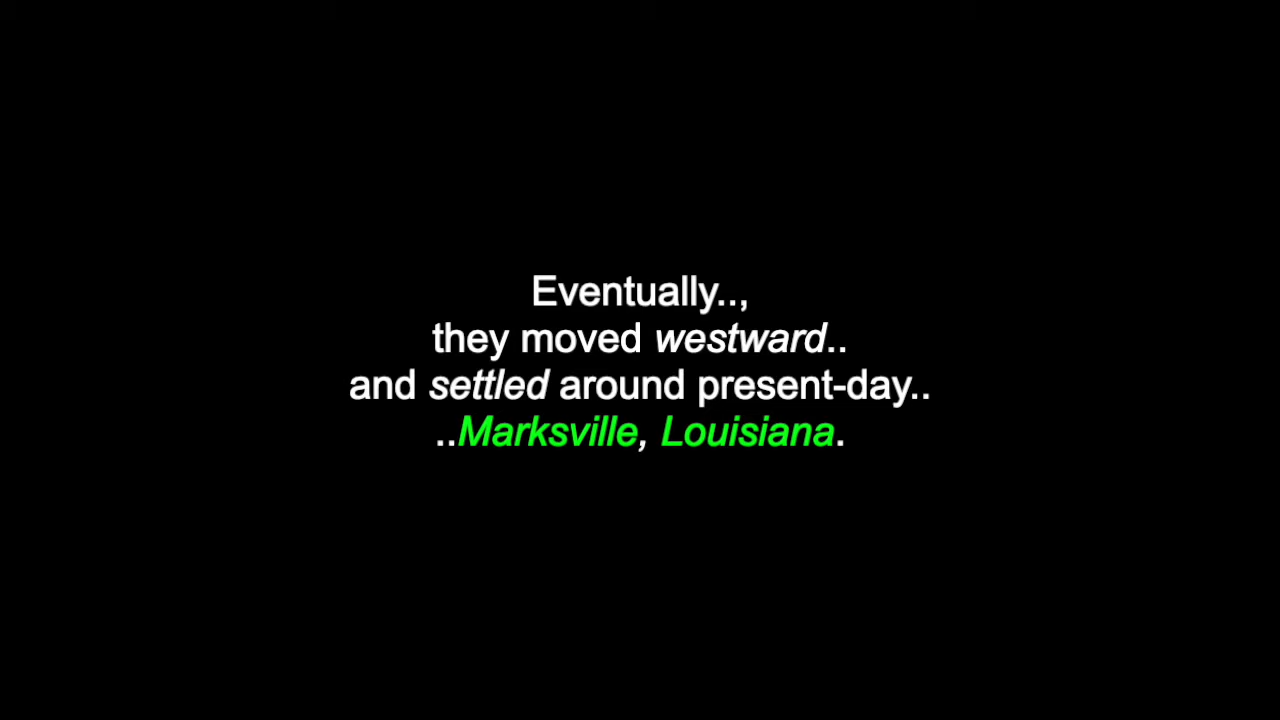 Eventually..,
they moved westward..
and settled around present-day..
..Marksville, Louisiana.